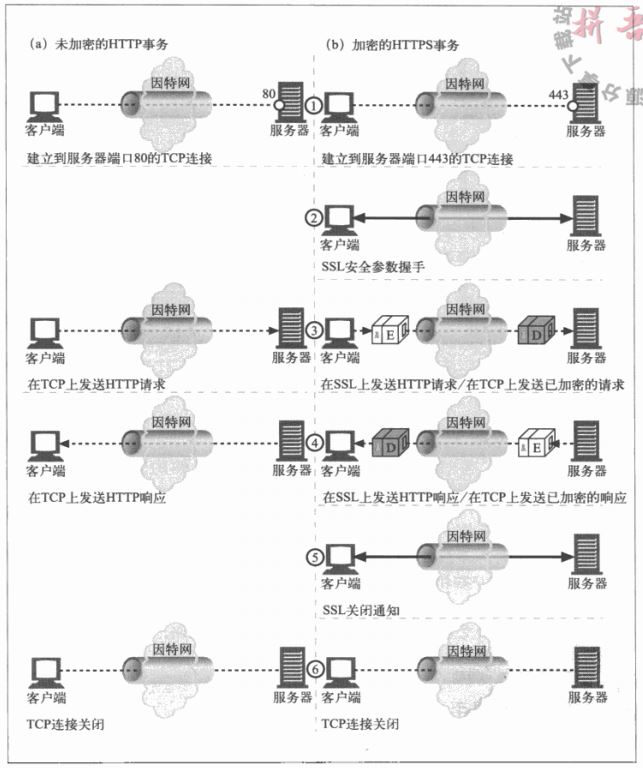 拼吾
载站
源
(a) 未加密的HTTP事务
(b) 加密的HTTPS事务
因特网
80
客户端
服务器
建立到服务器端口80的TCP连接
1
因特网
443
客户端
服务器
建立到服务器端口443的TCP连接
2
因特网
客户端
服务器
SSL安全参数握手
因特网
客户端
服务器
在TCP上发送HTTP请求
3
因特网
E
D
客户端
服务器
在SSL上发送HTTP请求/在TCP上发送已加密的请求
因特网
客户端
服务器
在TCP上发送HTTP响应
4
因特网
D
E
客户端
服务器
在SSL上发送HTTP响应/在TCP上发送已加密的响应
5
因特网
客户端
服务器
SSL关闭通知
因特网
客户端
服务器
TCP连接关闭
6
因特网
客户端
服务器
TCP连接关闭